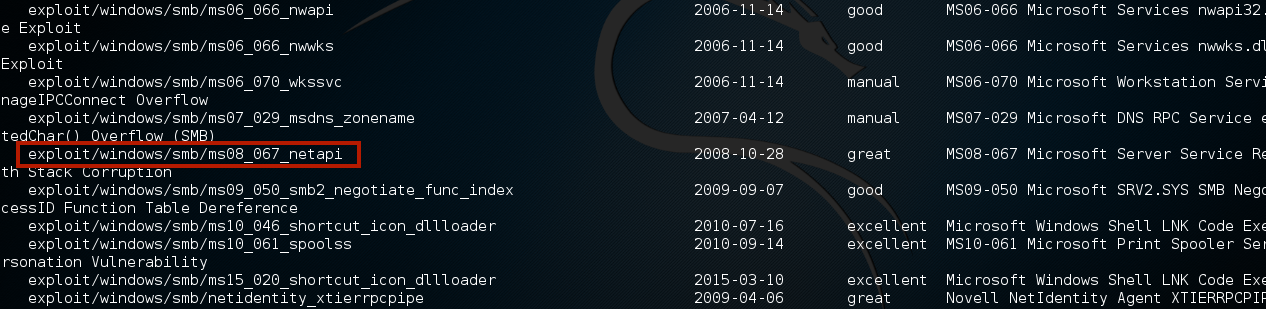 exploit/windows/smb/ms06_066_nwapi 2006-11-14 good MS06-066 Microsoft Services nwapi32.
e Exploit
exploit/windows/smb/ms06_066_nwwks 2006-11-14 good MS06-066 Microsoft Services nwwks.dl
Exploit
exploit/windows/smb/ms06_070_wkssvc 2006-11-14 manual MS06-070 Microsoft Workstation Servi
nageIPCConnect Overflow
exploit/windows/smb/ms07_029_msdns_zonename 2007-04-12 manual MS07-029 Microsoft DNS RPC Service e
tedChar() Overflow (SMB)
exploit/windows/smb/ms08_067_netapi 2008-10-28 great MS08-067 Microsoft Server Service Re
th Stack Corruption
exploit/windows/smb/ms09_050_smb2_negotiate_func_index 2009-09-07 good MS09-050 Microsoft SRV2.SYS SMB Nego
cessID Function Table Dereference
exploit/windows/smb/ms10_046_shortcut_icon_dllloader 2010-07-16 excellent Microsoft Windows Shell LNK Code Exe
exploit/windows/smb/ms10_061_spoolss 2010-09-14 excellent MS10-061 Microsoft Print Spooler Ser
rsonation Vulnerability
exploit/windows/smb/ms15_020_shortcut_icon_dllloader 2015-03-10 excellent Microsoft Windows Shell LNK Code Exe
exploit/windows/smb/netidentity_xtierrpcpipe 2009-04-06 great Novell NetIdentity Agent XTIERRPCPIP